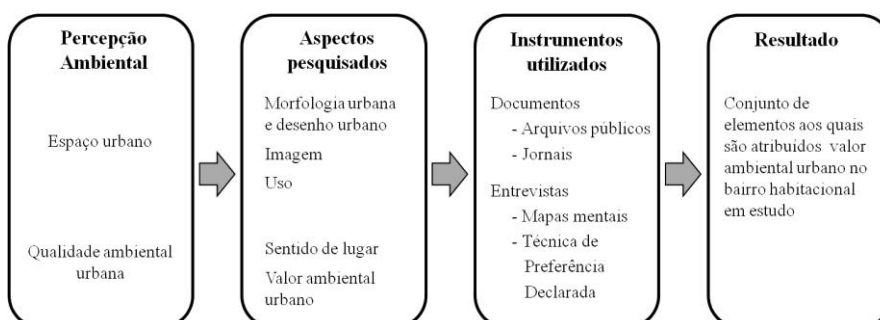 Percepção
Ambiental
Espaço urbano
Qualidade ambiental
urbana
Aspectos
pesquisados
Morfologia urbana
e desenho urbano
Imagem
Uso
Sentido de lugar
Valor ambiental
urbano
Instrumentos
utilizados
Documentos
- Arquivos públicos
- Jornais
Entrevistas
- Mapas mentais
- Técnica de
Preferência
Declarada
Resultado
Conjunto de
elementos aos quais
são atribuidos valor
ambiental urbano no
bairro habitacional
em estudo